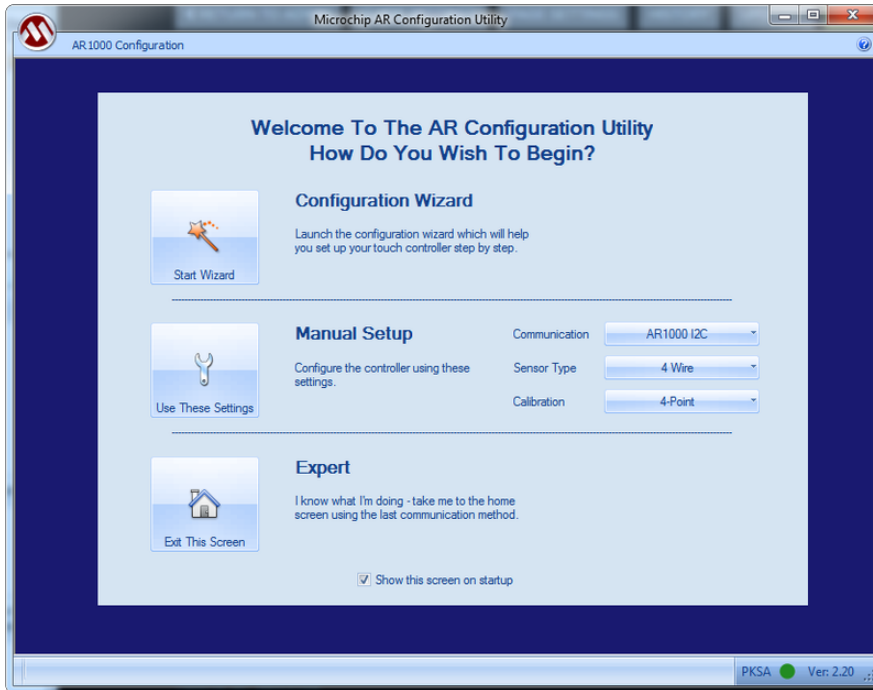 Microchip AR Configuration Utility
AR1000 Configuration
Welcome To The AR Configuration Utility
How Do You Wish To Begin?
Configuration Wizard
Launch the configuration wizard which will help
you set up your touch controller step by step.
Start Wizard
Manual Setup
Configure the controller using these
settings.
Use These Settings
Communication
AR1000 I2C
Sensor Type
4 Wire
Calibration
4-Point
Expert
I know what I'm doing - take me to the home
screen using the last communication method.
Exit This Screen
Show this screen on startup
PKSA
Ver: 2.20